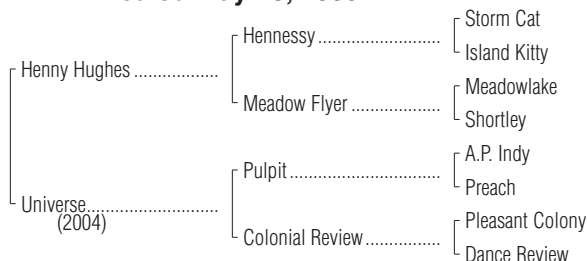 Storm Cat
Hennessy
Island Kitty
Henny Hughes
Meadowlake
Meadow Flyer
Shortley
A.P. Indy
Pulpit
Preach
Universe
(2004)
Pleasant Colony
Colonial Review
Dance Review